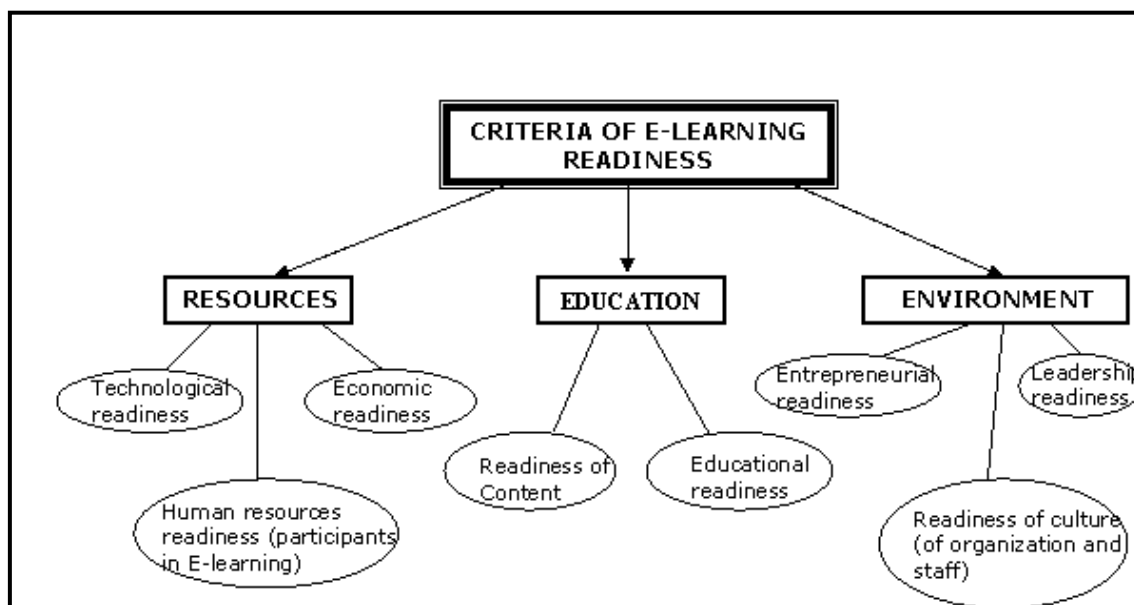 CRITERIA OF E-LEARNING
READINESS
RESOURCES
EDUCATION
ENVIRONMENT
Technological
readiness
Economic
readiness
Human resources
readiness (participants
in E-learning)
Readiness of
Content
Educational
readiness
Entrepreneurial
readiness
Leadership
readiness
Readiness of culture
(of organization and
staff)